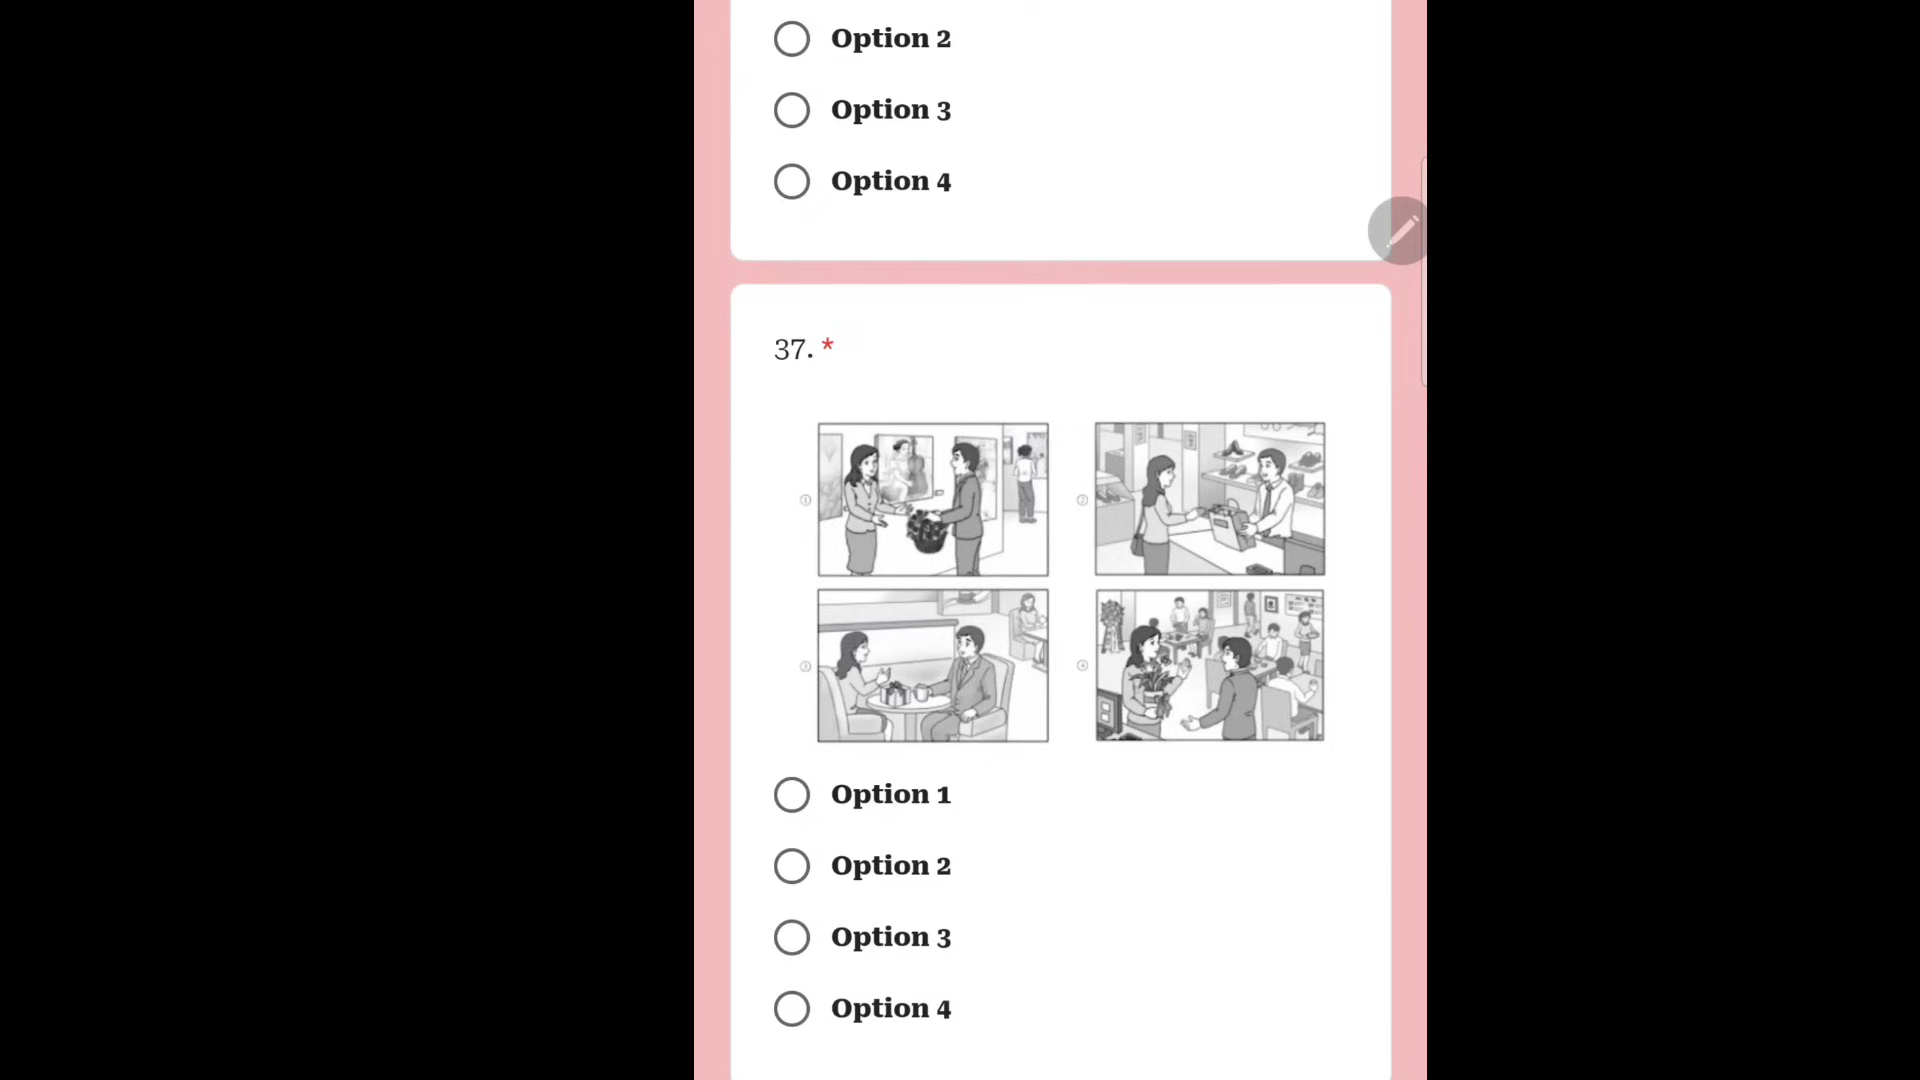 Option 2
Option 3
Option 4
37. *
①
②
③
④
Option 1
Option 2
Option 3
Option 4